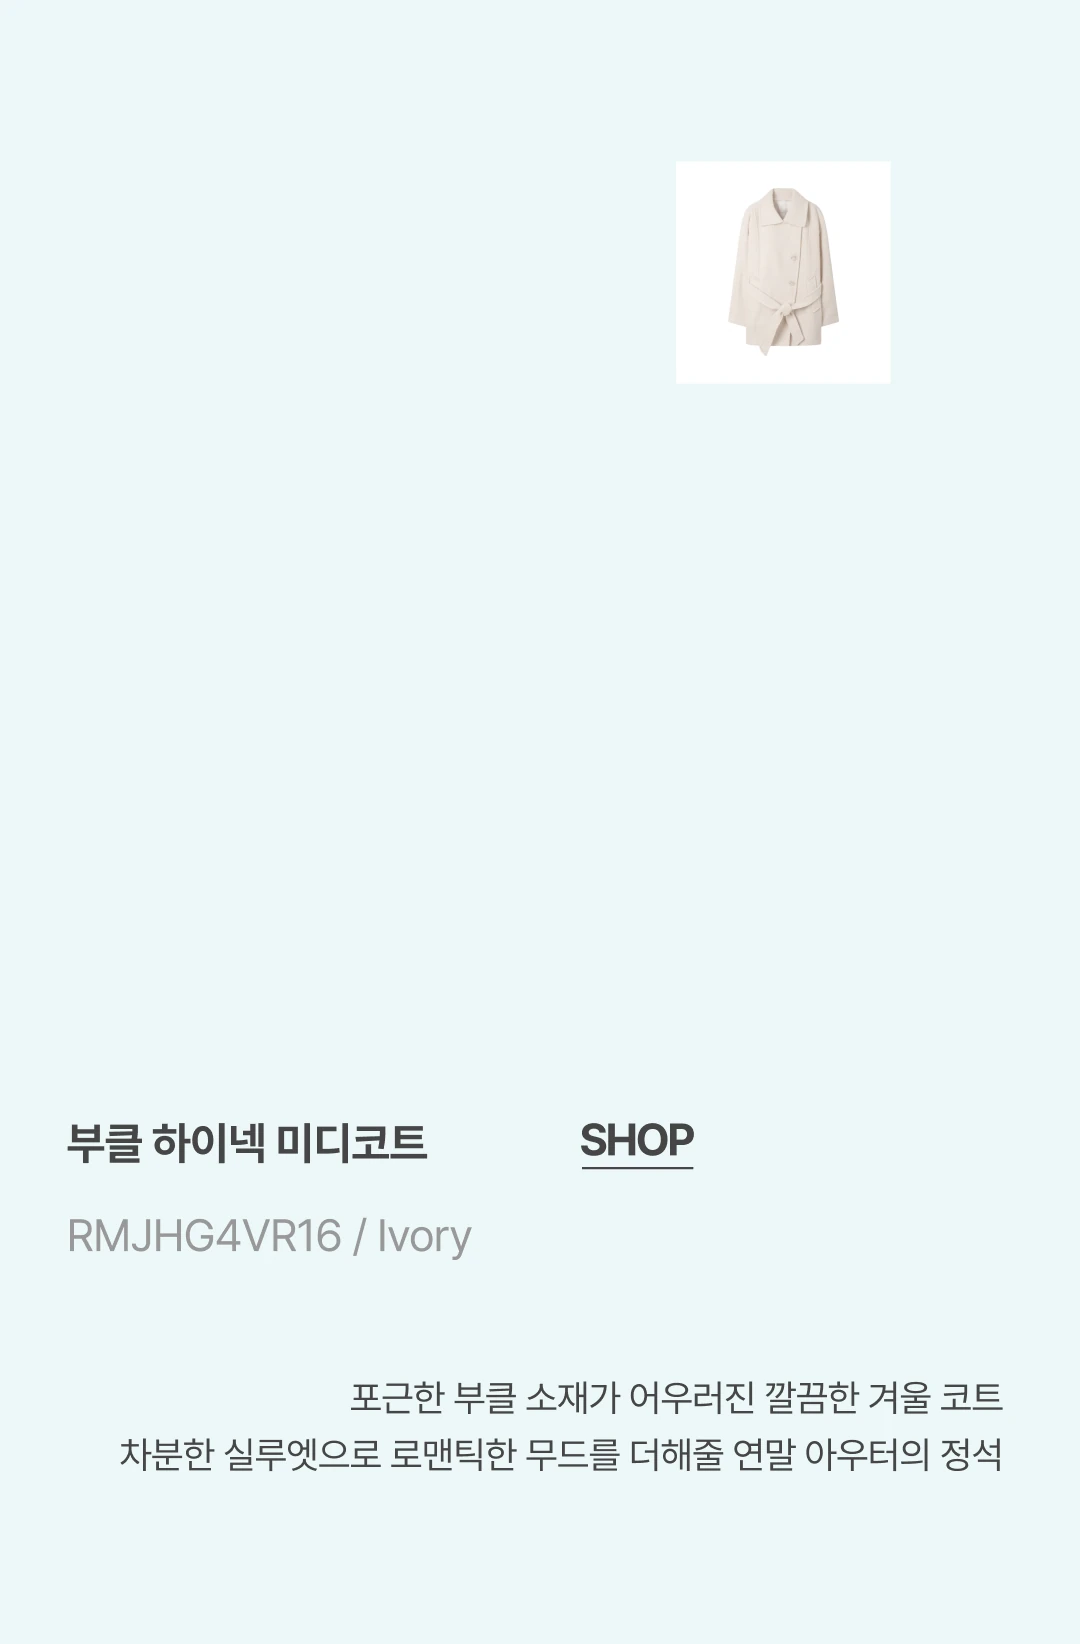 부클 하이넥 미디코트
SHOP
RMJHG4VR16 / Ivory
포근한 부클 소재가 어우러진 깔끔한 겨울 코트
차분한 실루엣으로 로맨틱한 무드를 더해줄 연말 아우터의 정석